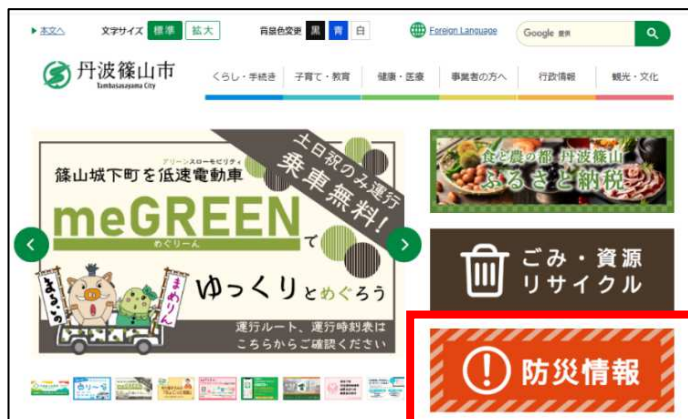 本文へ
文字サイズ 標準 拡大
背景色変更 黒 青 白
Foreign Language
Google 提供
丹波篠山市
Tambasasayama City
くらし・手続き 子育て・教育 健康・医療 事業者の方へ 行政情報 観光・文化
グリーンスローモビリティ
篠山城下町を低速電動車
土日祝のみ運行
乗車無料!
meGREEN
めぐりーん
で
ゆっくりとめぐろう
まるいの
まめりん
運行ルート、運行時刻表は
こちらからご確認ください
食と農の都 丹波篠山
ふるさと納税
ごみ・資源
リサイクル
防災情報